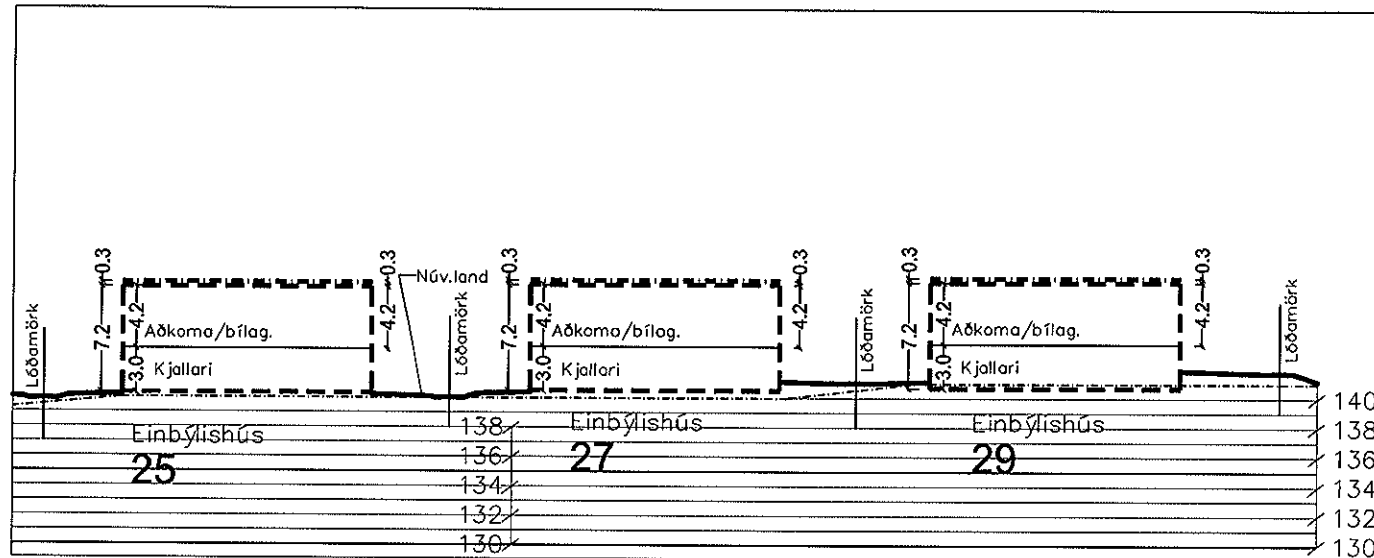 0.3
7.2
4.2
3.0
Lóðamörk
Aðkoma/bílag.
Kjallari
0.3
4.2
Núv.land
Lóðamörk
0.3
7.2
4.2
3.0
Aðkoma/bílag.
Kjallari
0.3
4.2
Lóðamörk
0.3
7.2
4.2
3.0
Aðkoma/bílag.
Kjallari
0.3
4.2
Lóðamörk
Einbýlishús
25
Einbýlishús
27
Einbýlishús
29
138
136
134
132
130
140
138
136
134
132
130